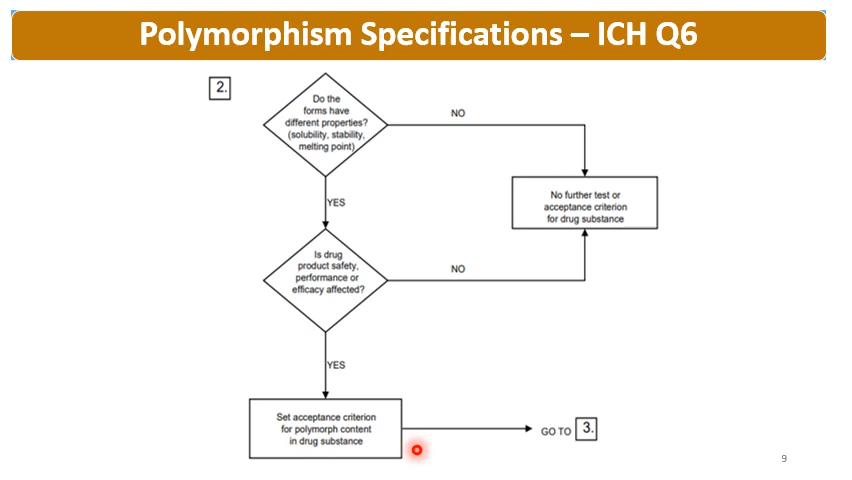 Polymorphism Specifications – ICH Q6
2.
Do the
forms have
different properties?
(solubility, stability,
melting point)
NO
No further test or
acceptance criterion
for drug substance
YES
Is drug
product safety,
performance or
efficacy affected?
NO
YES
Set acceptance criterion
for polymorph content
in drug substance
GO TO 3.
9